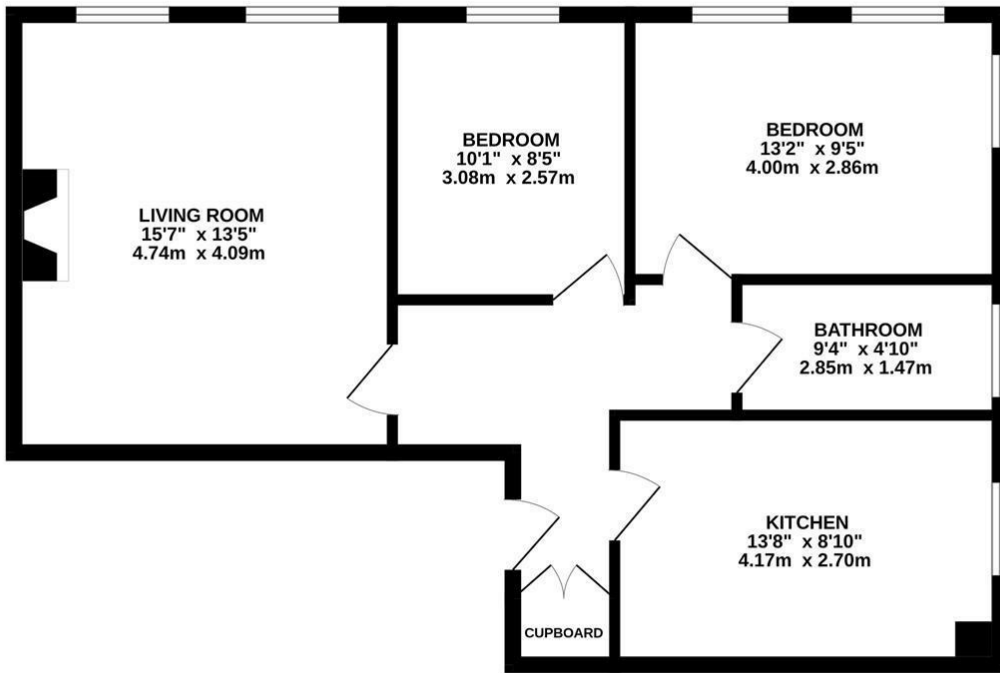 LIVING ROOM
15'7" x 13'5"
4.74m x 4.09m
BEDROOM
10'1" x 8'5"
3.08m x 2.57m
BEDROOM
13'2" x 9'5"
4.00m x 2.86m
BATHROOM
9'4" x 4'10"
2.85m x 1.47m
KITCHEN
13'8" x 8'10"
4.17m x 2.70m
CUPBOARD